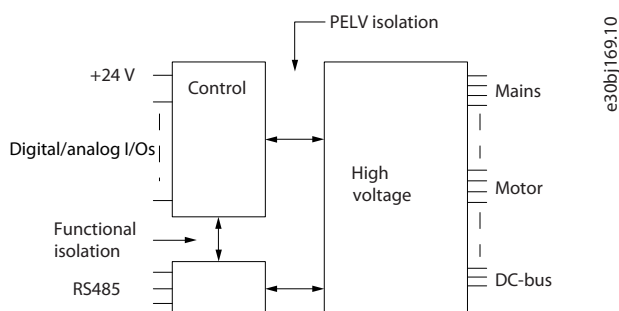 PELV isolation
+24 V
Control
Mains
Digital/analog I/Os
High
voltage
Motor
Functional
isolation
RS485
DC-bus
e30bj169.10